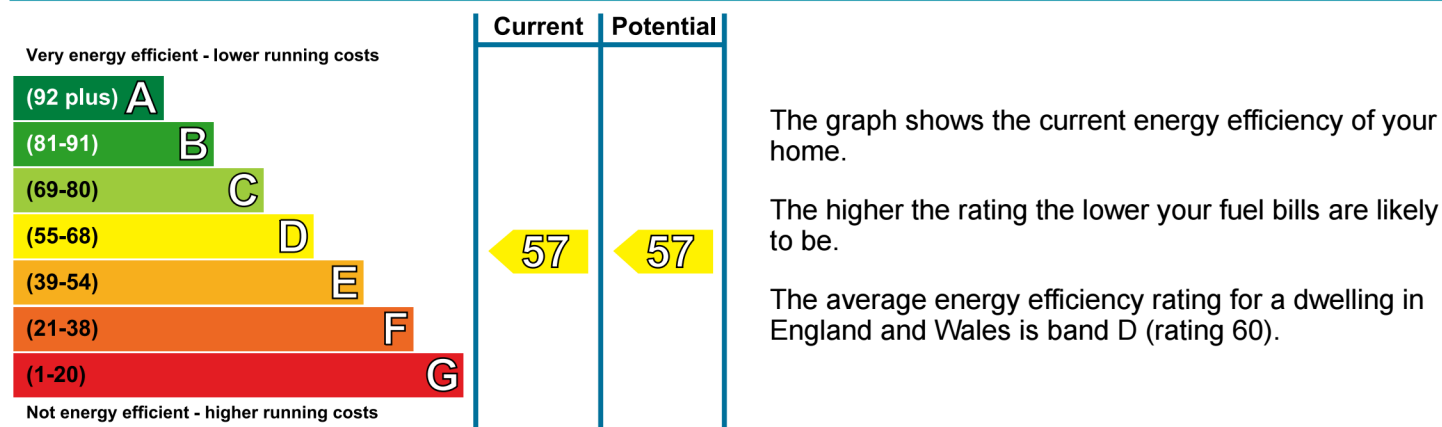 Current Potential
Very energy efficient - lower running costs
(92 plus) A
(81-91) B
(69-80) C
(55-68) D
57 57
(39-54) E
(21-38) F
(1-20) G
Not energy efficient - higher running costs
The graph shows the current energy efficiency of your
home.
The higher the rating the lower your fuel bills are likely
to be.
The average energy efficiency rating for a dwelling in
England and Wales is band D (rating 60).